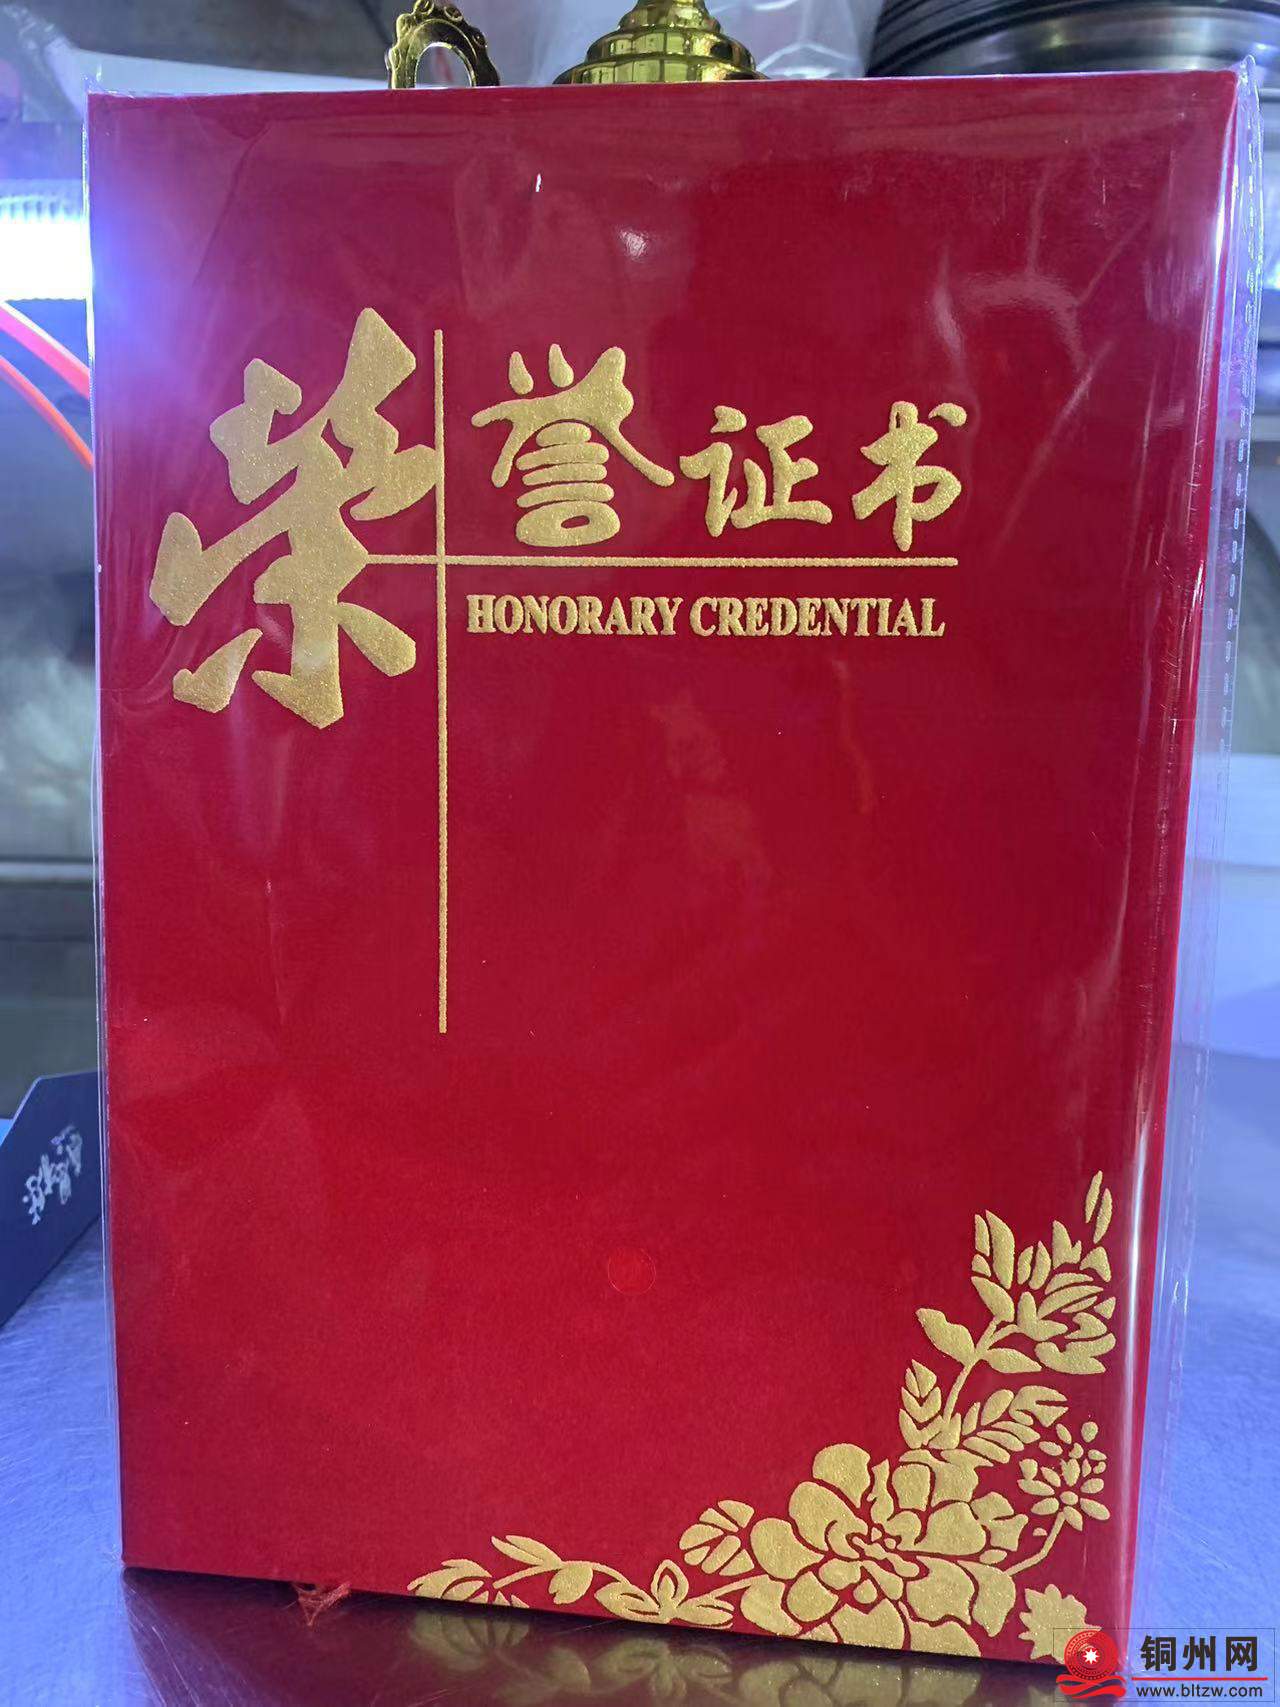 荣誉证书
HONORARY CREDENTIAL
铜州网
www.bltzw.com